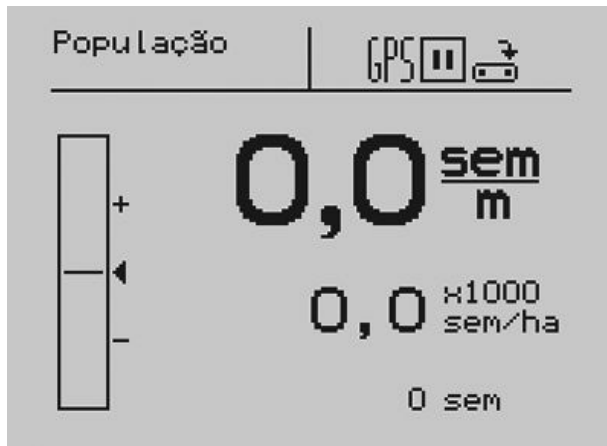 População
GPS
+
0,0 sem/m
-
0,0 x1000 sem/ha
0 sem